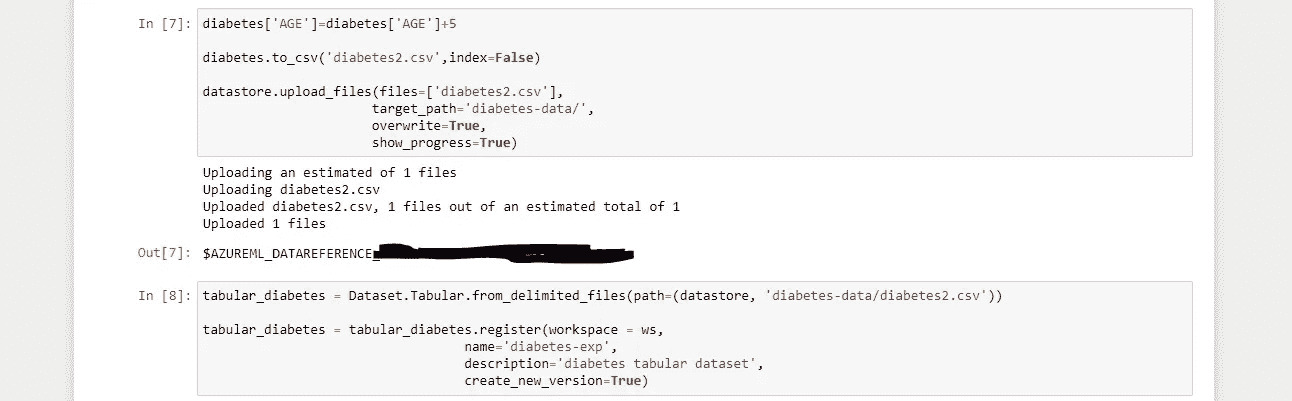 In [7]: diabetes['AGE']=diabetes['AGE']+5
diabetes.to_csv('diabetes2.csv',index=False)
datastore.upload_files(files=['diabetes2.csv'],
target_path='diabetes-data/',
overwrite=True,
show_progress=True)
Uploading an estimated of 1 files
Uploading diabetes2.csv
Uploaded diabetes2.csv, 1 files out of an estimated total of 1
Uploaded 1 files
Out[7]: $AZUREML_DATAREFERENCE_
In [8]: tabular_diabetes = Dataset.Tabular.from_delimited_files(path=(datastore, 'diabetes-data/diabetes2.csv'))
tabular_diabetes = tabular_diabetes.register(workspace = ws,
name='diabetes-exp',
description='diabetes tabular dataset',
create_new_version=True)